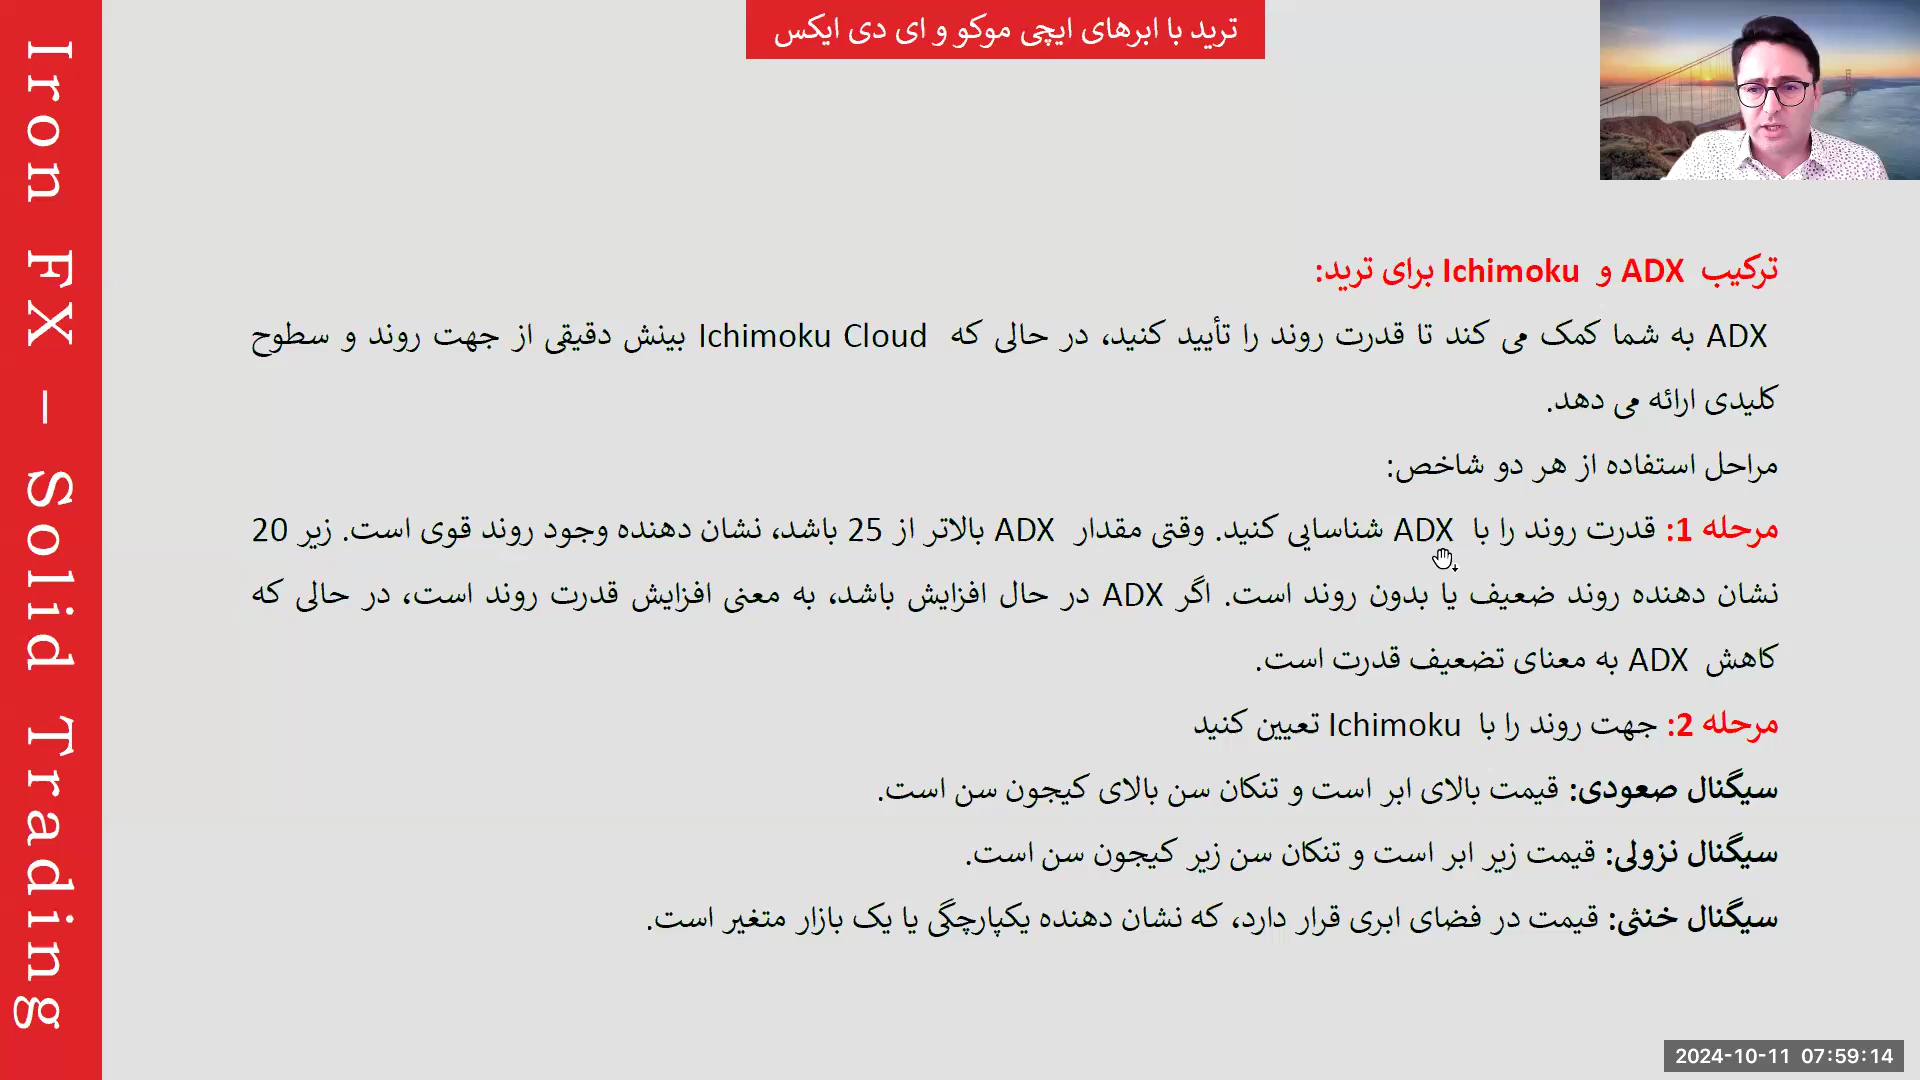 ترید با ابرهای ایچی موکو و ای دی ایکس
Iron FX – Solid Trading
ترکیب ADX و Ichimoku برای ترید:
ADX به شما کمک می کند تا قدرت روند را تأیید کنید، در حالی که Ichimoku Cloud بینش دقیقی از جهت روند و سطوح
کلیدی ارائه می دهد.
مراحل استفاده از هر دو شاخص:
مرحله 1: قدرت روند را با ADX شناسایی کنید. وقتی مقدار ADX بالاتر از 25 باشد، نشان دهنده وجود روند قوی است. زیر 20
نشان دهنده روند ضعیف یا بدون روند است. اگر ADX در حال افزایش باشد، به معنی افزایش قدرت روند است، در حالی که
کاهش ADX به معنای تضعیف قدرت است.
مرحله 2: جهت روند را با Ichimoku تعیین کنید
سیگنال صعودی: قیمت بالای ابر است و تنکان سن بالای کیجون سن است.
سیگنال نزولی: قیمت زیر ابر است و تنکان سن زیر کیجون سن است.
سیگنال خنثی: قیمت در فضای ابری قرار دارد، که نشان دهنده یکپارچگی یا یک بازار متغیر است.
2024-10-11 07:59:14